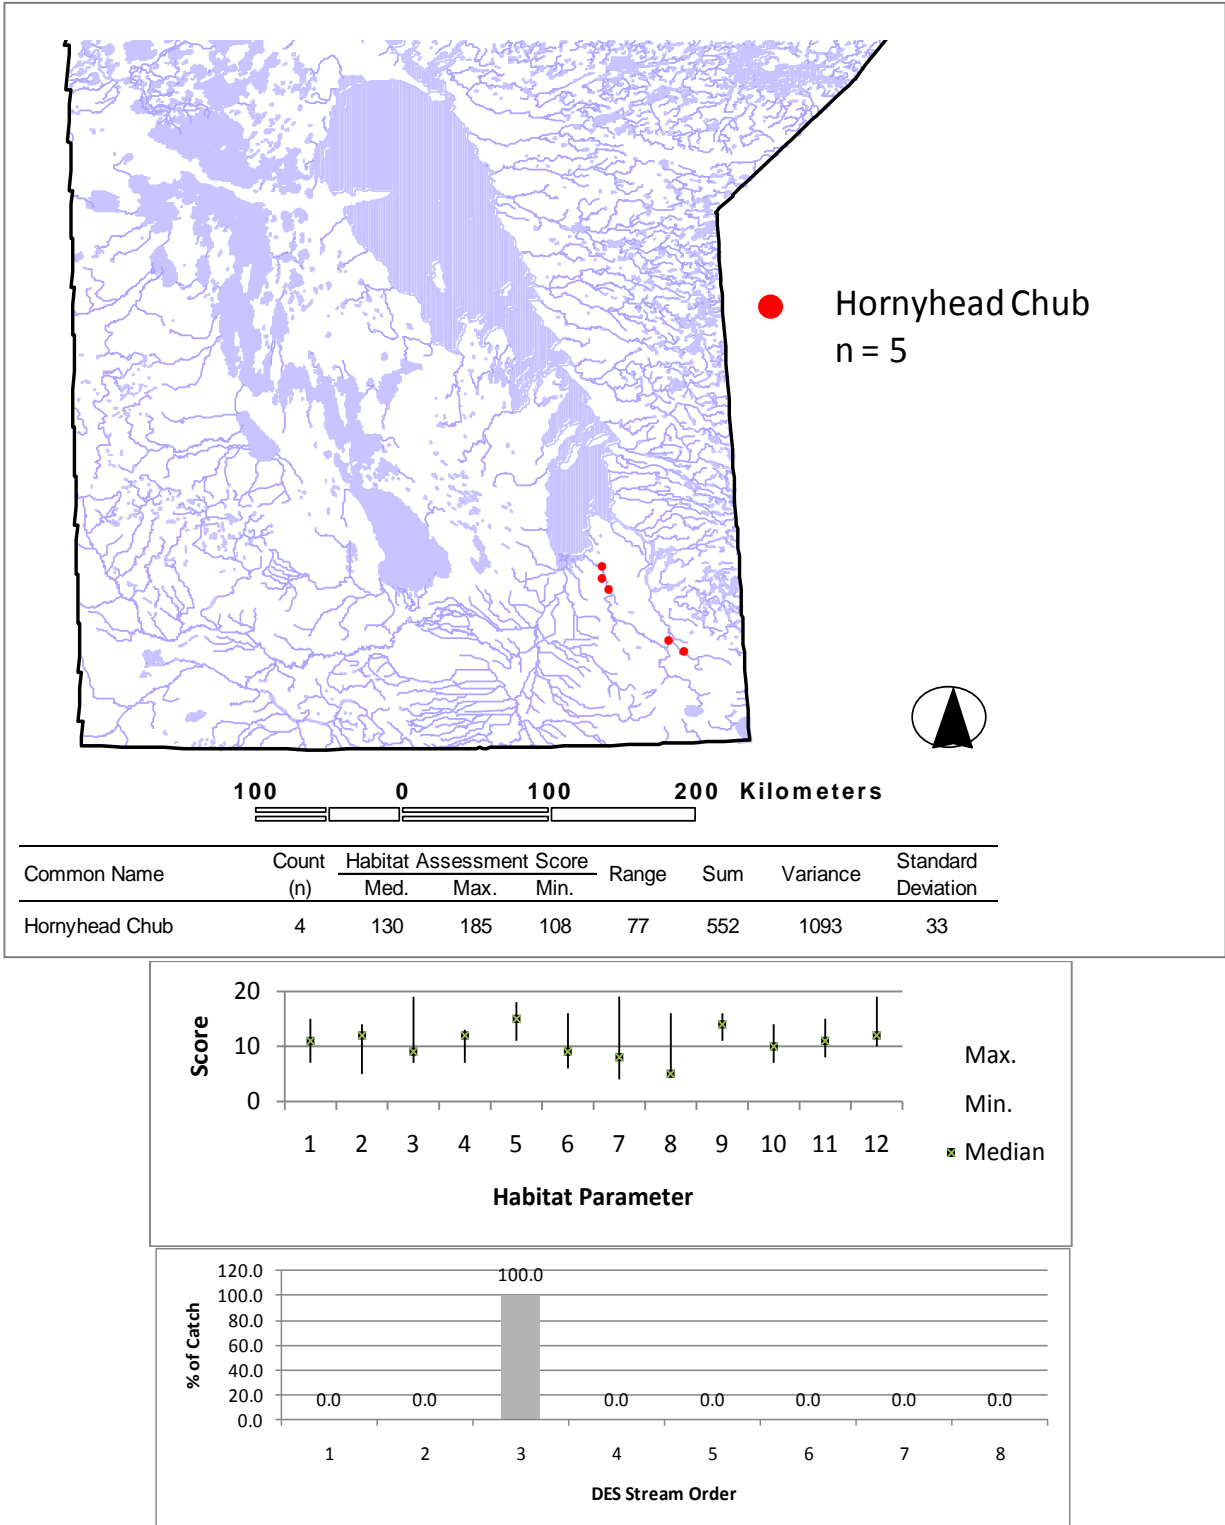 Hornyhead Chub
n = 5
100 0 100 200 Kilometers
Common Name Count (n) Habitat Assessment Score Med. Max. Min. Range Sum Variance Standard Deviation
Hornyhead Chub 4 130 185 108 77 552 1093 33
20
10
0
Score
1 2 3 4 5 6 7 8 9 10 11 12
Habitat Parameter
Max.
Min.
Median
120.0
100.0
80.0
60.0
40.0
20.0
0.0
% of Catch
0.0 0.0 100.0 0.0 0.0 0.0 0.0 0.0
1 2 3 4 5 6 7 8
DES Stream Order